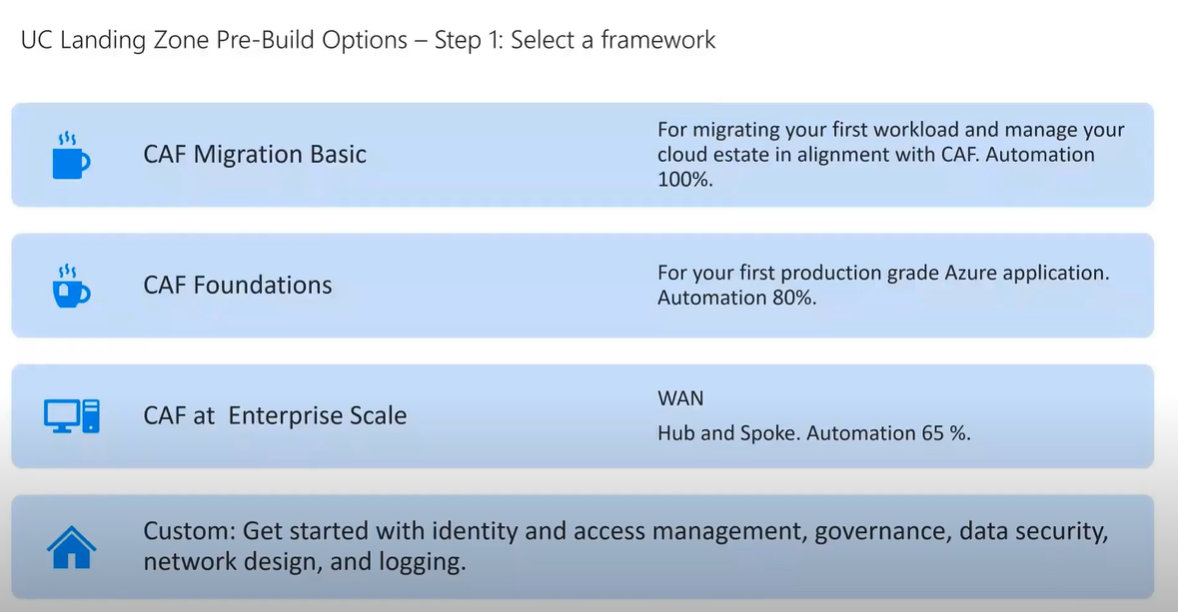 UC Landing Zone Pre-Build Options – Step 1: Select a framework
CAF Migration Basic
For migrating your first workload and manage your
cloud estate in alignment with CAF. Automation
100%.
CAF Foundations
For your first production grade Azure application.
Automation 80%.
CAF at  Enterprise Scale
WAN
Hub and Spoke. Automation 65 %.
Custom: Get started with identity and access management, governance, data security,
network design, and logging.